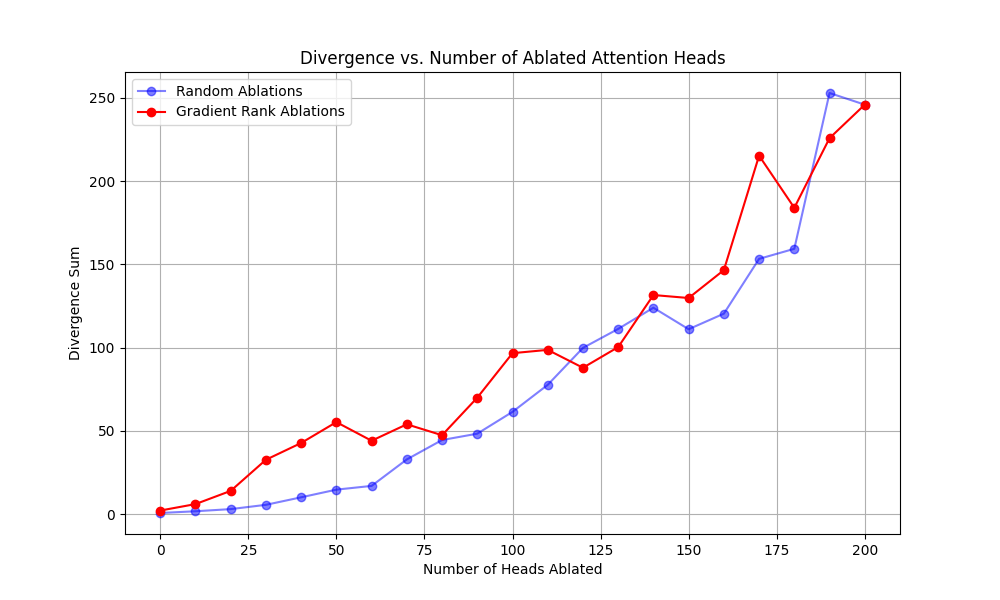 Divergence vs. Number of Ablated Attention Heads
Random Ablations
Gradient Rank Ablations
250
200
150
100
50
0
Divergence Sum
0 25 50 75 100 125 150 175 200
Number of Heads Ablated